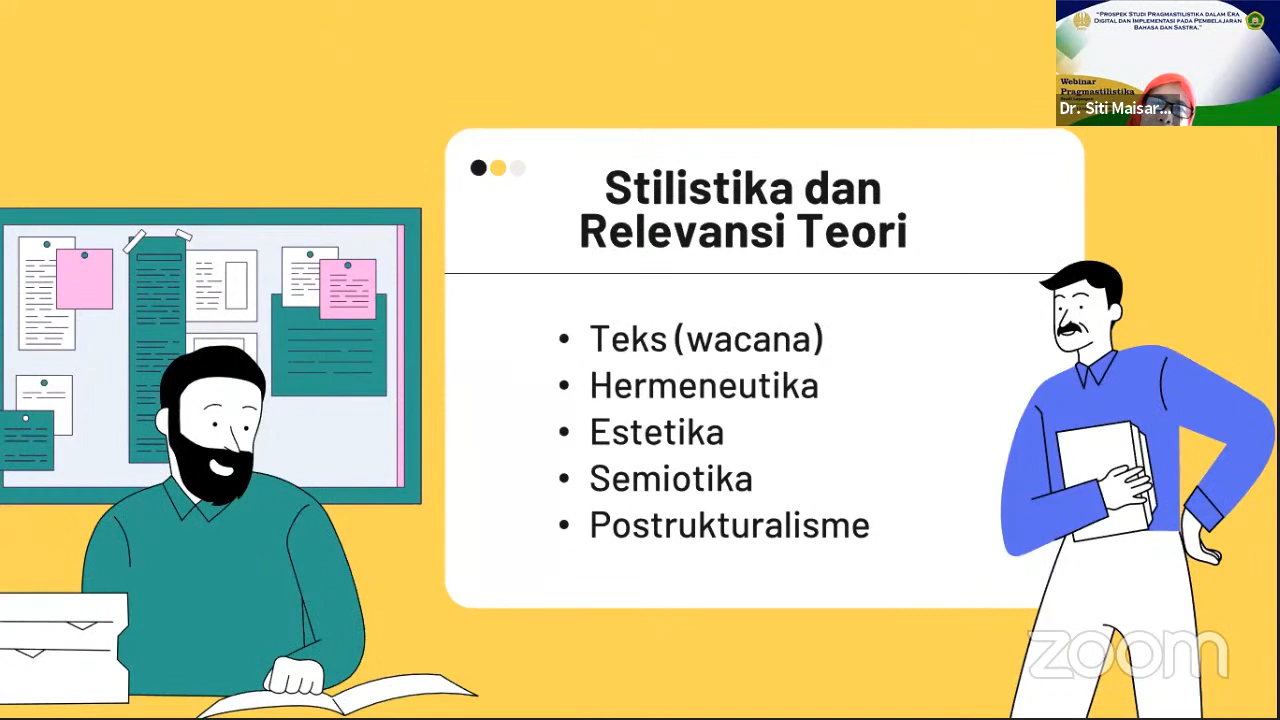 "PROSPEK STUDI PRAGMASTILISTIKA DALAM ERA
DIGITAL DAN IMPLEMENTASI PADA PEMBELAJARAN
BAHASA DAN SASTRA."
Webinar
Pragmastilistika
Dr. Siti Maisar...
Stilistika dan
Relevansi Teori
• Teks (wacana)
• Hermeneutika
• Estetika
• Semiotika
• Postrukturalisme
zoom